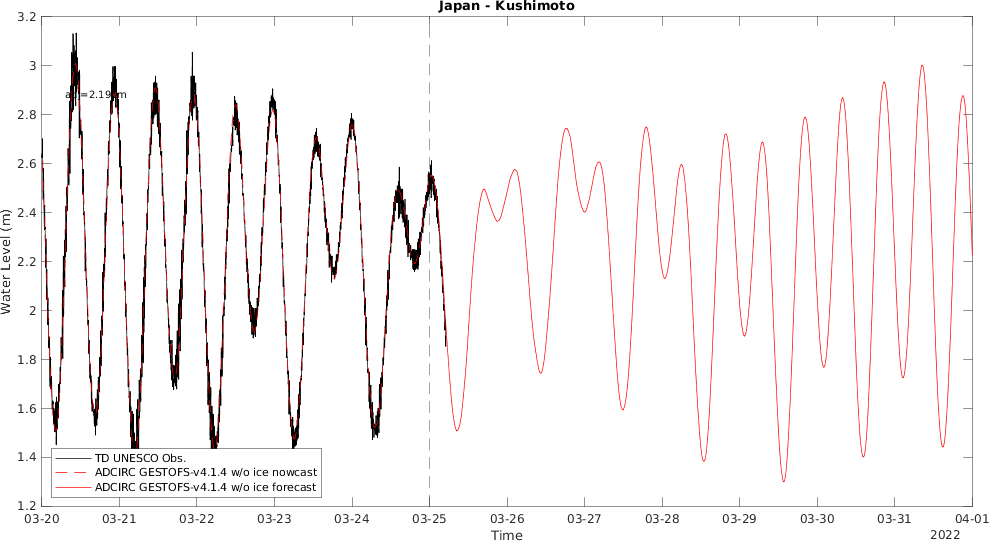 Japan - Kushimoto
Water Level (m)
3.2
3
2.8
2.6
2.4
2.2
2
1.8
1.6
1.4
1.2
TD UNESCO Obs.
ADCIRC GESTOFS-v4.1.4 w/o ice nowcast
ADCIRC GESTOFS-v4.1.4 w/o ice forecast
03-20 03-21 03-22 03-23 03-24 03-25 03-26 03-27 03-28 03-29 03-30 03-31 04-01
Time
2022